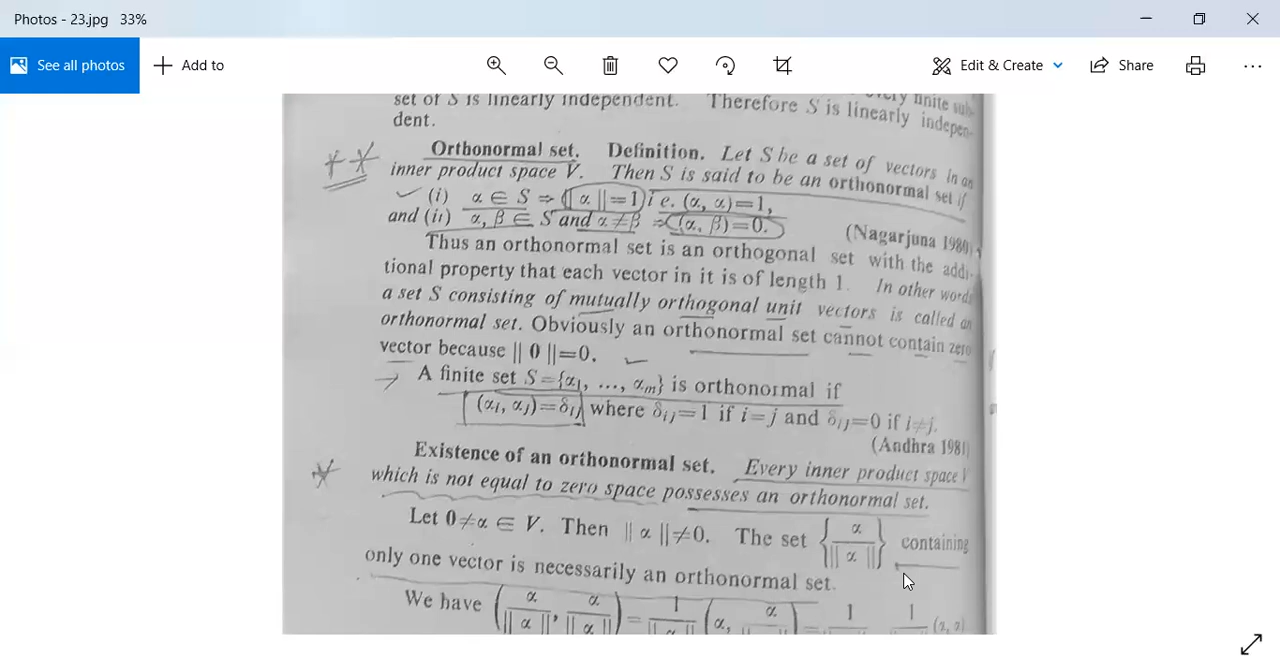 Photos - 23.jpg 33%
See all photos
Add to
Edit & Create
Share
set of S is linearly independent. Therefore S is linearly indepen-
dent.
Orthonormal set. Definition. Let S be a set of vectors in an
inner product space V. Then S is said to be an orthonormal set if
(i) α ∈ S ⇒ || α ||=1 i e. (α, α)=1,
and (ii) α, β ∈ S and α ≠ β ⇒ (α, β)=0.
(Nagarjuna 1980)
Thus an orthonormal set is an orthogonal set with the addi-
tional property that each vector in it is of length 1. In other words
a set S consisting of mutually orthogonal unit vectors is called an
orthonormal set. Obviously an orthonormal set cannot contain zero
vector because || 0 ||=0.
A finite set S={α₁, ..., αₘ} is orthonormal if
(αᵢ, αⱼ)=δᵢⱼ where δᵢⱼ=1 if i=j and δᵢⱼ=0 if i≠j.
(Andhra 1981)
Existence of an orthonormal set. Every inner product space V
which is not equal to zero space possesses an orthonormal set.
Let 0≠α ∈ V. Then || α ||≠0. The set {α / || α ||} containing
only one vector is necessarily an orthonormal set.
We have (α / || α ||, α / || α ||) = 1 / || α || (α, α / || α ||) = 1 / || α || 1 / || α || (α, α)